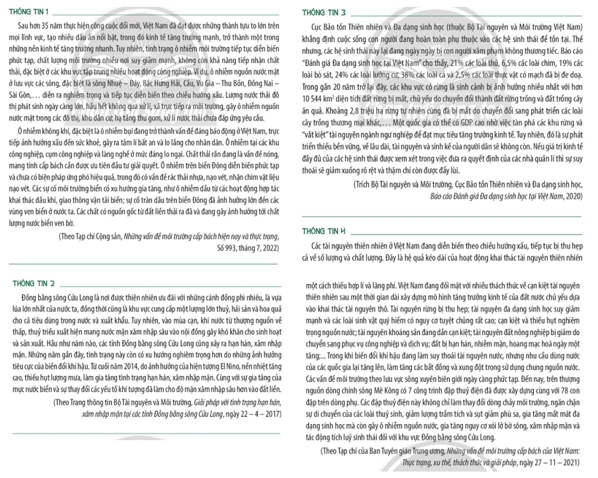 THÔNG TIN 1
Sau hơn 35 năm thực hiện công cuộc đổi mới, Việt Nam đã đạt được những thành tựu to lớn trên
mọi lĩnh vực, tạo nhiều dấu ấn nổi bật, trong đó kinh tế tăng trưởng mạnh, trở thành một trong
những nền kinh tế tăng trưởng nhanh. Tuy nhiên, tình trạng ô nhiễm môi trường tiếp tục diễn biến
phức tạp, chất lượng môi trường nhiều nơi suy giảm mạnh, không còn khả năng tiếp nhận chất
thải, đặc biệt ở các khu vực tập trung nhiều hoạt động công nghiệp. Ví dụ, ô nhiễm nguồn nước mặt
ở lưu vực các sông, đặc biệt là sông Nhuệ – Đáy, Bắc Hưng Hải, Cầu, Vu Gia – Thu Bồn, Đồng Nai –
Sài Gòn,... diễn ra nghiêm trọng và tiếp tục diễn biến theo chiều hướng xấu. Lượng nước thải đô
thị phát sinh ngày càng lớn, hầu hết không qua xử lí, xả trực tiếp ra môi trường, gây ô nhiễm nguồn
nước mặt trong các đô thị, khu dân cư, hạ tầng thu gom, xử lí nước thải chưa đáp ứng yêu cầu.
Ô nhiễm không khí, đặc biệt là ô nhiễm bụi đang trở thành vấn đề đáng báo động ở Việt Nam, trực
tiếp ảnh hưởng xấu đến sức khoẻ, gây ra tâm lí bất an và lo lắng cho nhân dân. Ô nhiễm tại các khu
công nghiệp, cụm công nghiệp và làng nghề ở mức đáng lo ngại. Chất thải rắn đang là vấn đề nóng,
mang tính cấp bách cần được ưu tiên đầu tư giải quyết. Ô nhiễm trên biển Đông diễn biến phức tạp
và chưa có biện pháp ứng phó hiệu quả, trong đó có vấn đề rác thải nhựa, nạo vét, nhận chìm vật liệu
nạo vét. Các sự cố môi trường biển có xu hướng gia tăng, như ô nhiễm dầu từ các hoạt động hợp tác
khai thác dầu khí, giao thông vận tải biển; sự cố tràn dầu trên biển Đông đã ảnh hưởng lớn đến các
vùng ven biển ở nước ta. Các chất có nguồn gốc từ đất liền thải ra đã và đang gây ảnh hưởng tới chất
lượng nước biển ven bờ.
(Theo Tạp chí Cộng sản, Những vấn đề môi trường cấp bách hiện nay và thực trạng,
Số 993, tháng 7, 2022)
THÔNG TIN 2
Đồng bằng sông Cửu Long là nơi được thiên nhiên ưu đãi với những cánh đồng phì nhiêu, là vựa
lúa lớn nhất của nước ta, đồng thời cũng là khu vực cung cấp một lượng lớn thuỷ, hải sản và hoa quả
cho cả tiêu dùng trong nước và xuất khẩu. Tuy nhiên, vào mùa cạn, khi nước từ thượng nguồn về
thấp, thuỷ triều xuất hiện mang nước mặn xâm nhập sâu vào nội đồng gây khó khăn cho sinh hoạt
và sản xuất. Hầu như năm nào, các tỉnh Đồng bằng sông Cửu Long cũng xảy ra hạn hán, xâm nhập
mặn. Những năm gần đây, tình trạng này còn có xu hướng nghiêm trọng hơn do những ảnh hưởng
tiêu cực của biến đổi khí hậu. Từ cuối năm 2014, do ảnh hưởng của hiện tượng El Nino, nền nhiệt tăng
cao, thiếu hụt lượng mưa, làm gia tăng tình trạng hạn hán, xâm nhập mặn. Cùng với sự gia tăng của
mực nước biển và sự thay đổi các yếu tố khí tượng đã làm cho độ mặn xâm nhập sâu hơn vào đất liền.
(Theo Trang thông tin Bộ Tài nguyên và Môi trường, Giải pháp với tình trạng hạn hán,
xâm nhập mặn tại các tỉnh Đồng bằng sông Cửu Long, ngày 22 – 4 – 2017)
THÔNG TIN 3
Cục Bảo tồn Thiên nhiên và Đa dạng sinh học (thuộc Bộ Tài nguyên và Môi trường Việt Nam)
khẳng định cuộc sống con người đang hoàn toàn phụ thuộc vào các hệ sinh thái để tồn tại. Thế
nhưng, các hệ sinh thái này lại đang ngày ngày bị con người xâm phạm không thương tiếc. Báo cáo
"Đánh giá Đa dạng sinh học tại Việt Nam" cho thấy, 21% các loài thú, 6,5% các loài chim, 19% các
loài bò sát, 24% các loài lưỡng cư, 38% các loài cá và 2,5% các loài thực vật có mạch đã bị đe doạ.
Trong gần 20 năm trở lại đây, các khu vực có rừng là sinh cảnh bị ảnh hưởng nhiều nhất với hơn
10 544 km² diện tích đất rừng bị mất, chủ yếu do chuyển đổi thành đất rừng trồng và đất trồng cây
ăn quả. Khoảng 2,8 triệu ha rừng tự nhiên cũng đã bị mất do chuyển đổi sang phát triển các loài
cây trồng thương mại khác,... Một quốc gia có thể có GDP cao nhờ việc tàn phá các khu rừng và
"vắt kiệt" tài nguyên ngành ngư nghiệp để đạt mục tiêu tăng trưởng kinh tế. Tuy nhiên, đó là sự phát
triển thiếu bền vững, về lâu dài, tài nguyên và sinh kế của người dân sẽ không còn. Nếu giá trị kinh tế
đầy đủ của các hệ sinh thái được xem xét trong việc đưa ra quyết định của các nhà quản lí thì sự suy
thoái sẽ giảm xuống rõ rệt và thậm chí còn được đẩy lùi.
(Trích Bộ Tài nguyên và Môi trường, Cục Bảo tồn Thiên nhiên và Đa dạng sinh học,
Báo cáo Đánh giá Đa dạng sinh học tại Việt Nam, 2020)
THÔNG TIN 4
Các tài nguyên thiên nhiên ở Việt Nam đang diễn biến theo chiều hướng xấu, tiếp tục bị thu hẹp
cả về số lượng và chất lượng. Đây là hệ quả kéo dài của hoạt động khai thác tài nguyên thiên nhiên
một cách thiếu hợp lí và lãng phí. Việt Nam đang đối mặt với nhiều thách thức về cạn kiệt tài nguyên
thiên nhiên sau một thời gian dài xây dựng mô hình tăng trưởng kinh tế của đất nước chủ yếu dựa
vào khai thác tài nguyên thô. Tài nguyên rừng bị thu hẹp; tài nguyên đa dạng sinh học suy giảm
mạnh và các loài sinh vật quý hiếm có nguy cơ tuyệt chủng rất cao; cạn kiệt và thiếu hụt nghiêm
trọng nguồn nước; tài nguyên khoáng sản đang dần cạn kiệt; tài nguyên đất nông nghiệp bị giảm do
chuyển sang phục vụ công nghiệp và dịch vụ; đất bị hạn hán, nhiễm mặn, hoang mạc hoá ngày một
tăng;... Trong khi biến đổi khí hậu đang làm suy thoái tài nguyên nước, nhưng nhu cầu dùng nước
của các quốc gia lại tăng lên, làm tăng các bất đồng và xung đột trong sử dụng chung nguồn nước.
Các vấn đề môi trường theo lưu vực sông xuyên biên giới ngày càng phức tạp. Đến nay, trên thượng
nguồn dòng chính sông Mê Kông có 7 công trình đập thuỷ điện đã được xây dựng cùng với 78 con
đập trên dòng phụ. Các đập thuỷ điện này không chỉ làm thay đổi dòng chảy môi trường, ngăn chặn
sự di chuyển của các loài thuỷ sinh, giảm lượng trầm tích và sụt giảm phù sa, gia tăng mất mát đa
dạng sinh học mà còn gây ô nhiễm nguồn nước, gia tăng nguy cơ xói lở bờ sông, xâm nhập mặn và
tác động tích luỹ sinh thái đối với khu vực Đồng bằng sông Cửu Long.
(Theo Tạp chí của Ban Tuyên giáo Trung ương, Những vấn đề môi trường cấp bách của Việt Nam:
Thực trạng, xu thế, thách thức và giải pháp, ngày 27 – 11 – 2021)